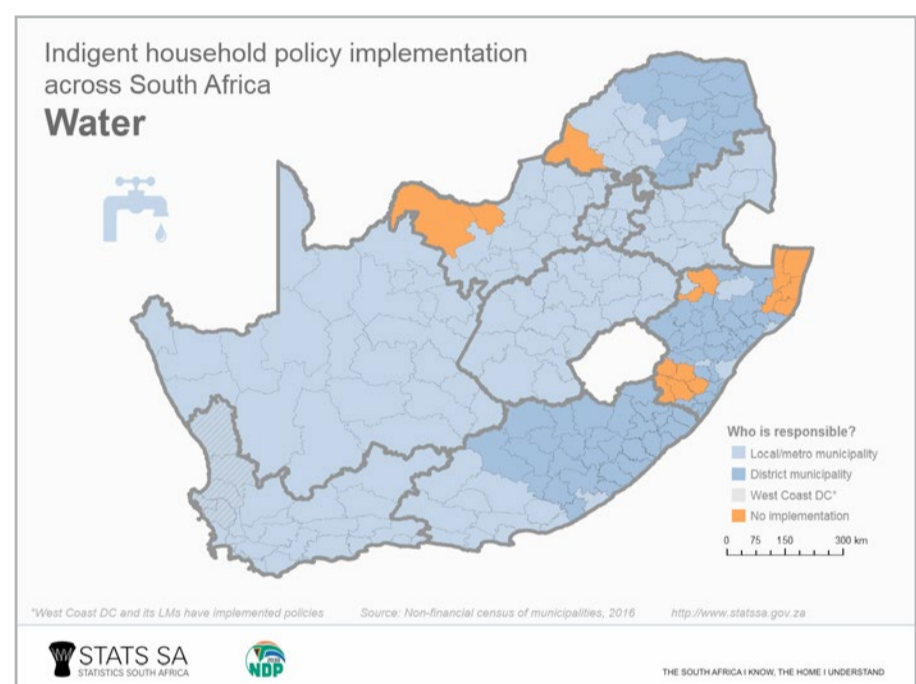 Indigent household policy implementation
across South Africa
Water
Who is responsible?
Local/metro municipality
District municipality
West Coast DC*
No implementation
0 75 150 300 km
*West Coast DC and its LMs have implemented policies Source: Non-financial census of municipalities, 2016 http://www.statssa.gov.za
STATS SA
STATISTICS SOUTH AFRICA
2030
NDP
THE SOUTH AFRICA I KNOW, THE HOME I UNDERSTAND